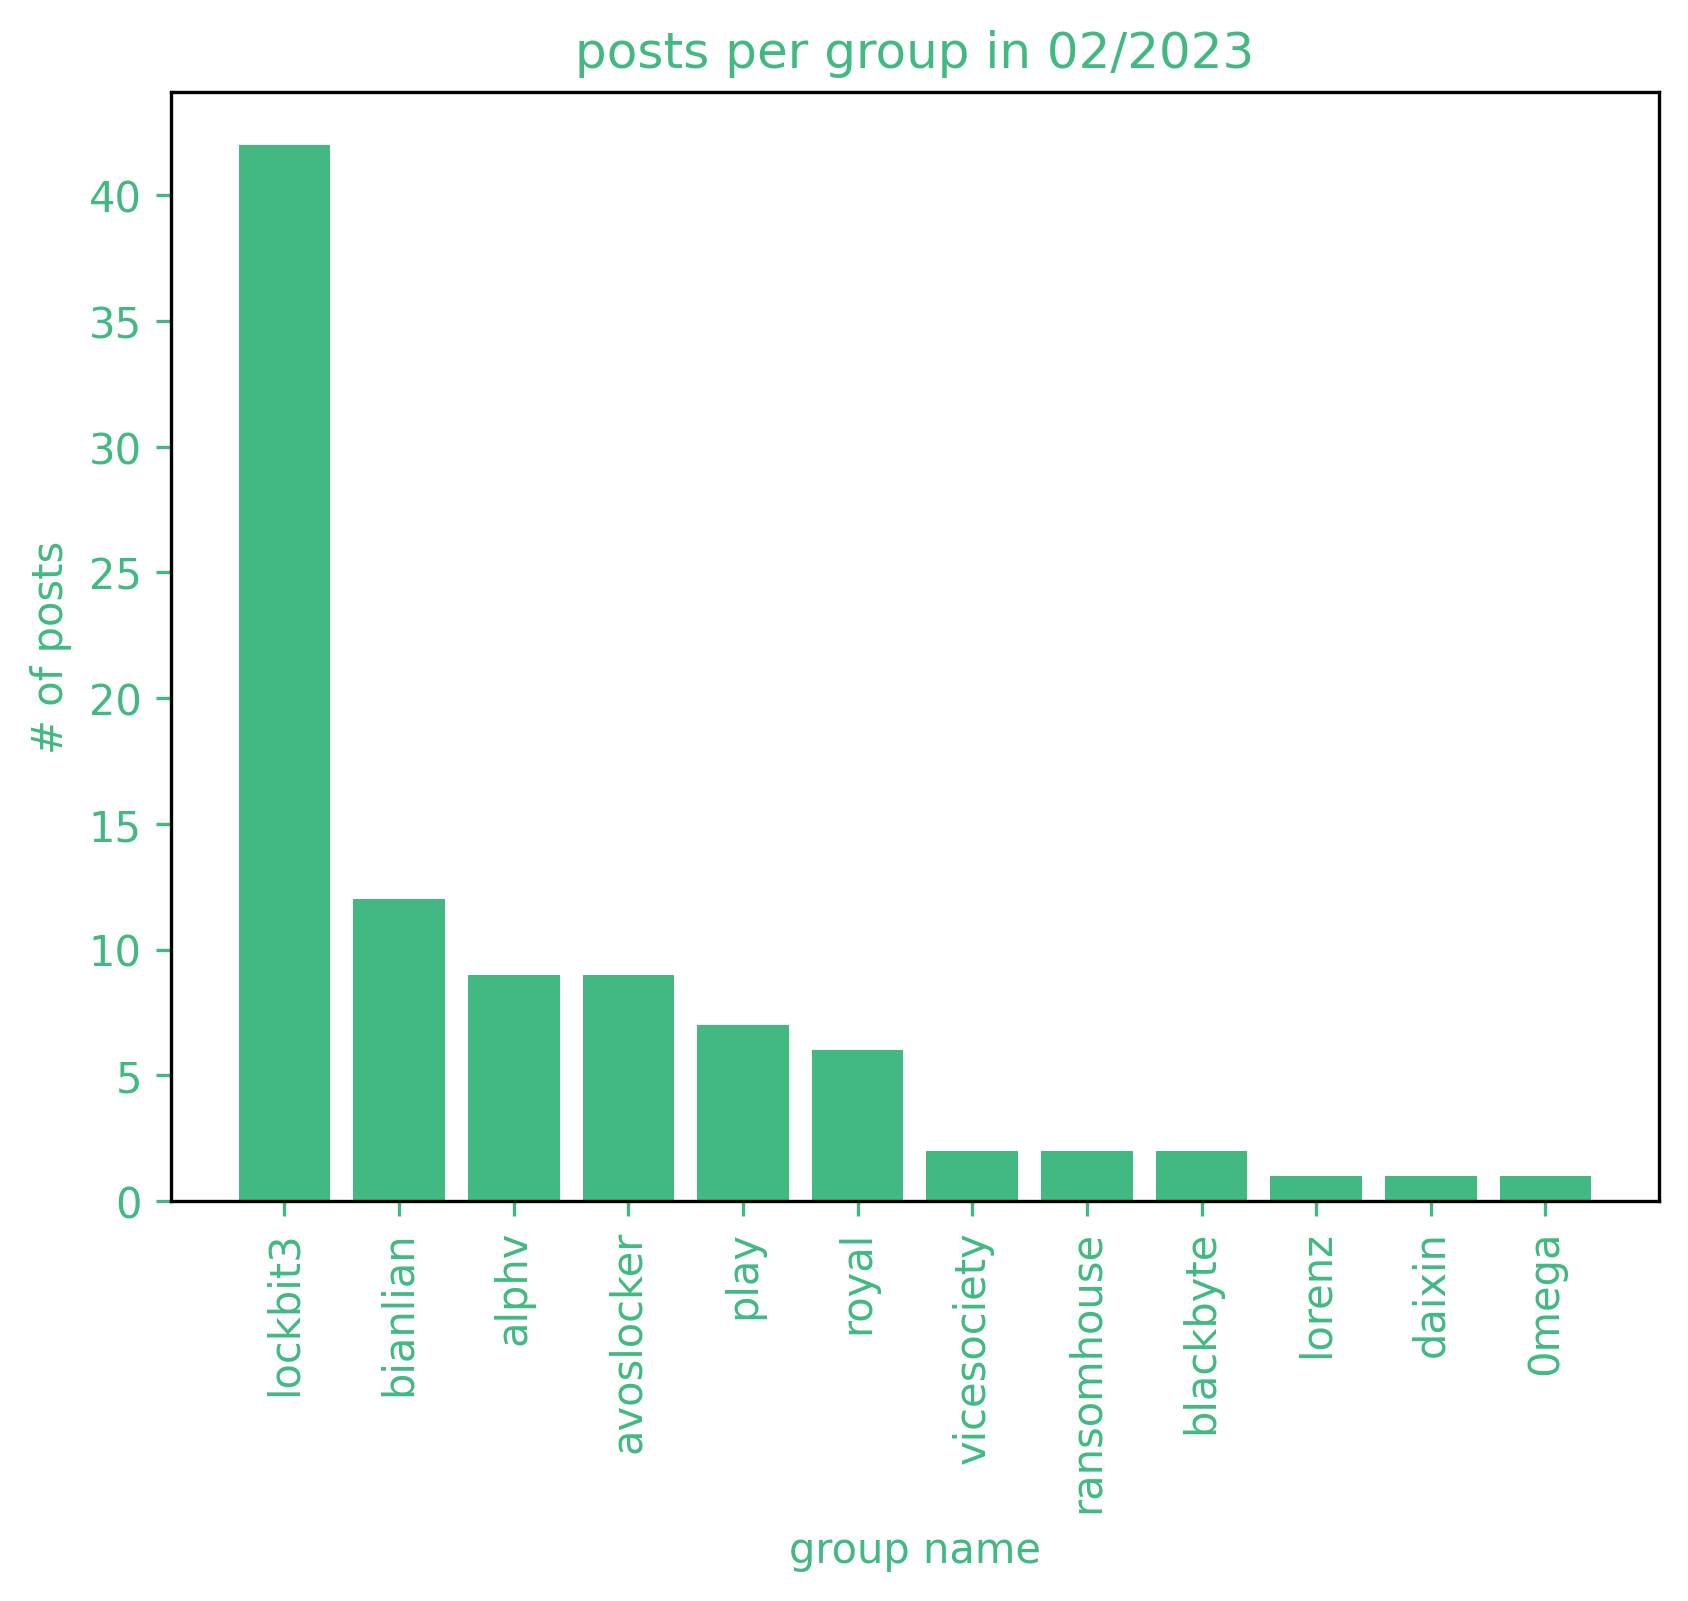 posts per group in 02/2023
# of posts
40
35
30
25
20
15
10
5
0
lockbit3
bianlian
alphv
avoslocker
play
royal
vicesociety
ransomhouse
blackbyte
lorenz
daixin
0mega
group name